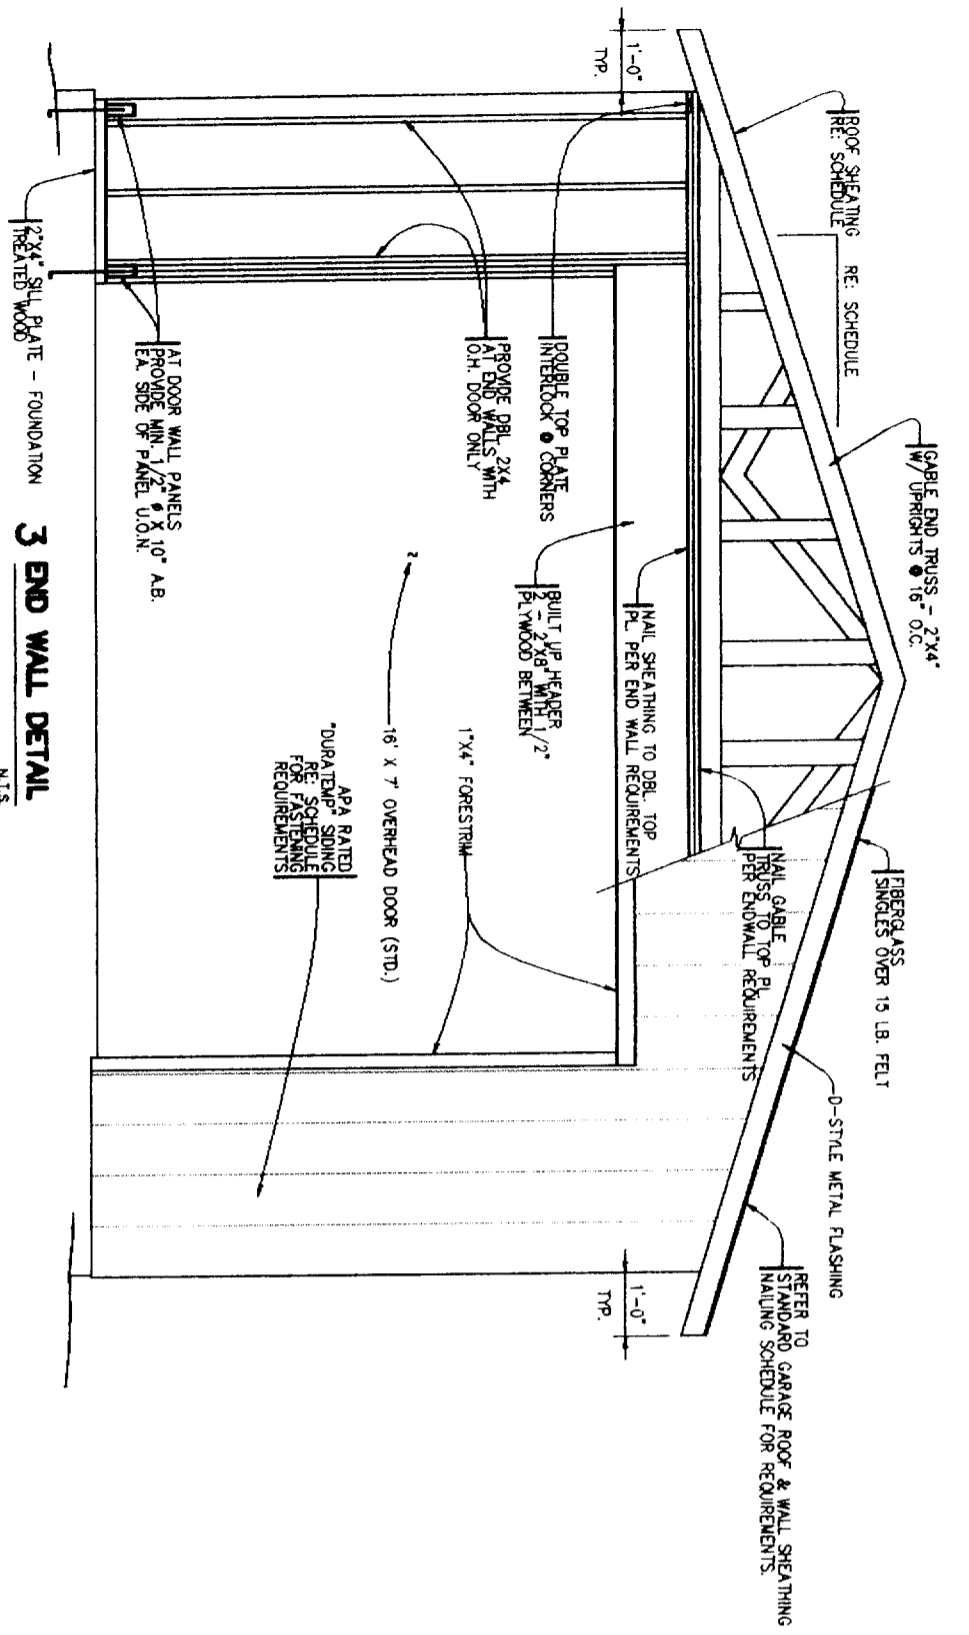 ROOF SHEATING
RE: SCHEDULE
RE: SCHEDULE
GABLE END TRUSS - 2"X4"
W/ UPRIGHTS @ 16" O.C.
FIBERGLASS
SINGLES OVER 15 LB. FELT
D-STYLE METAL FLASHING
REFER TO
STANDARD GARAGE ROOF & WALL SHEATHING
NAILING SCHEDULE FOR REQUIREMENTS.
1'-0"
TYP.
NAIL GABLE
TRUSS TO TOP PL.
PER ENDWALL REQUIREMENTS
1'-0"
TYP.
NAIL SHEATHING TO DBL. TOP
PL. PER END WALL REQUIREMENTS
DOUBLE TOP PLATE
INTERLOCK @ CORNERS
BUILT UP HEADER
2 - 2"X8" WITH 1/2"
PLYWOOD BETWEEN
PROVIDE DBL. 2X4
AT END WALLS WITH
O.H. DOOR ONLY
1"X4" FORESTRIM
16' X 7' OVERHEAD DOOR (STD.)
APA RATED
"DURATEMP" SIDING
RE: SCHEDULE
FOR FASTENING
REQUIREMENTS
AT DOOR WALL PANELS
PROVIDE MIN. 1/2" ø X 10" A.B.
EA. SIDE OF PANEL U.O.N.
2"X4" SILL PLATE - FOUNDATION
TREATED WOOD
3 END WALL DETAIL
N.T.S.